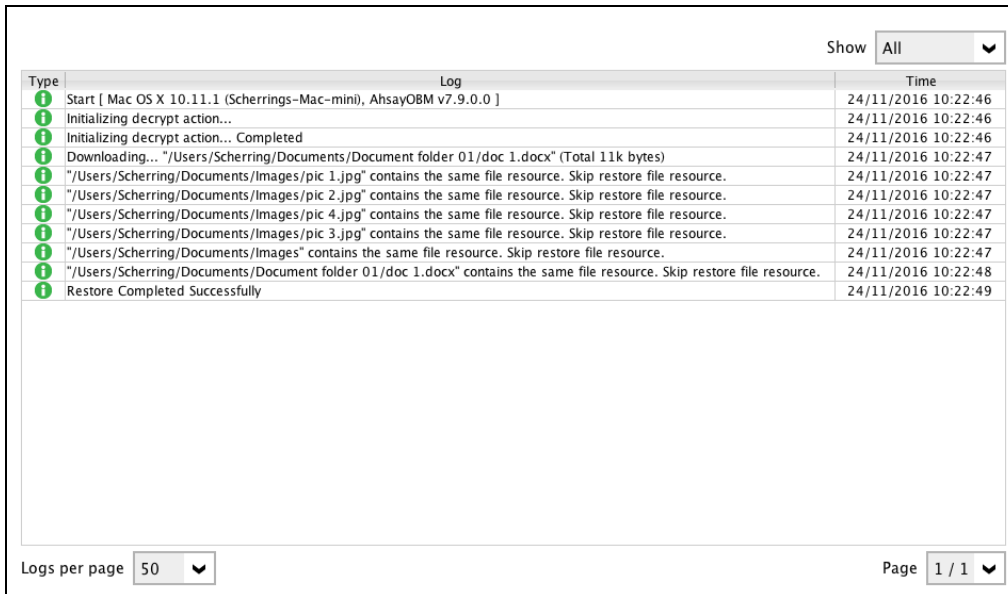 Show All
Type Log Time
Start [ Mac OS X 10.11.1 (Scherrings-Mac-mini), AhsayOBM v7.9.0.0 ] 24/11/2016 10:22:46
Initializing decrypt action... 24/11/2016 10:22:46
Initializing decrypt action... Completed 24/11/2016 10:22:46
Downloading... "/Users/Scherring/Documents/Document folder 01/doc 1.docx" (Total 11k bytes) 24/11/2016 10:22:47
"/Users/Scherring/Documents/Images/pic 1.jpg" contains the same file resource. Skip restore file resource. 24/11/2016 10:22:47
"/Users/Scherring/Documents/Images/pic 2.jpg" contains the same file resource. Skip restore file resource. 24/11/2016 10:22:47
"/Users/Scherring/Documents/Images/pic 4.jpg" contains the same file resource. Skip restore file resource. 24/11/2016 10:22:47
"/Users/Scherring/Documents/Images/pic 3.jpg" contains the same file resource. Skip restore file resource. 24/11/2016 10:22:47
"/Users/Scherring/Documents/Images" contains the same file resource. Skip restore file resource. 24/11/2016 10:22:47
"/Users/Scherring/Documents/Document folder 01/doc 1.docx" contains the same file resource. Skip restore file resource. 24/11/2016 10:22:48
Restore Completed Successfully 24/11/2016 10:22:49
Logs per page 50 Page 1 / 1